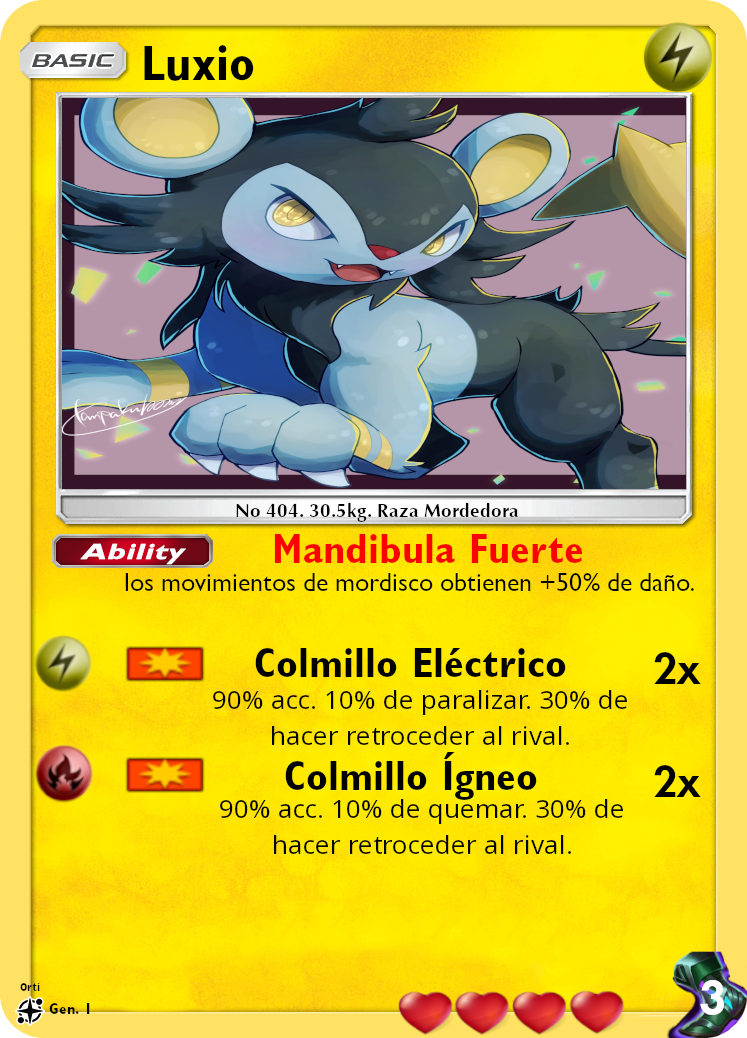 BASIC Luxio
No 404. 30.5kg. Raza Mordedora
Ability Mandibula Fuerte
los movimientos de mordisco obtienen +50% de daño.
Colmillo Eléctrico 2x
90% acc. 10% de paralizar. 30% de
hacer retroceder al rival.
Colmillo Ígneo 2x
90% acc. 10% de quemar. 30% de
hacer retroceder al rival.
Orti
Gen. 1
3